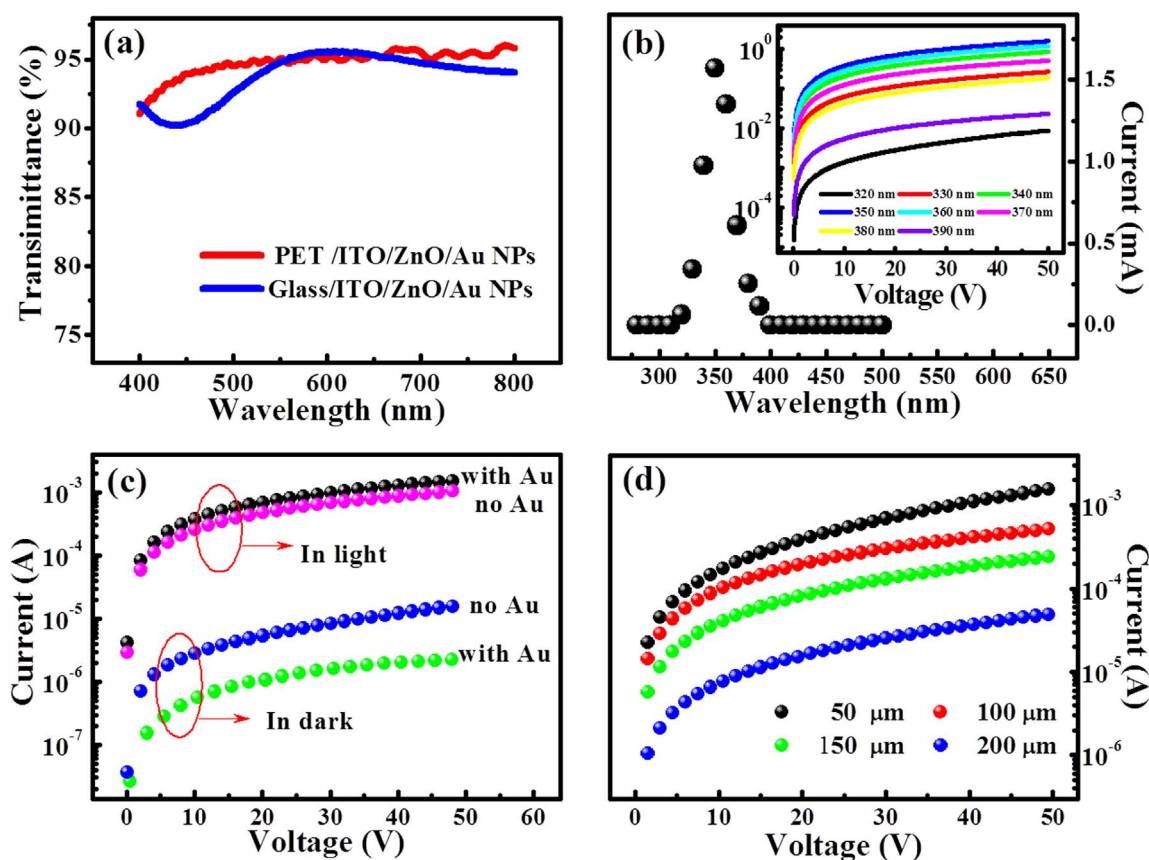 (a)
Transimittance (%)
95
90
85
80
75
PET /ITO/ZnO/Au NPs
Glass/ITO/ZnO/Au NPs
400 500 600 700 800
Wavelength (nm)
(b)
10^0
10^-2
10^-4
320 nm 330 nm 340 nm
350 nm 360 nm 370 nm
380 nm 390 nm
0 10 20 30 40 50
Voltage (V)
1.5
1.0
0.5
0.0
Current (mA)
300 350 400 450 500 550 600 650
Wavelength (nm)
(c)
Current (A)
10^-3
10^-4
10^-5
10^-6
10^-7
with Au
no Au
In light
no Au
with Au
In dark
0 10 20 30 40 50 60
Voltage (V)
(d)
10^-3
10^-4
10^-5
10^-6
Current (A)
50 μm 100 μm
150 μm 200 μm
0 10 20 30 40 50
Voltage (V)